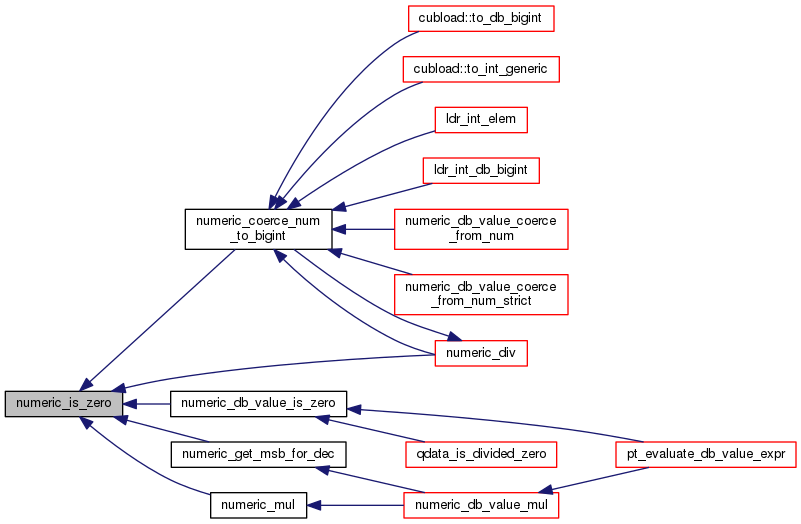 cubload::to_db_bigint
cubload::to_int_generic
ldr_int_elem
ldr_int_db_bigint
numeric_coerce_num
_to_bigint
numeric_db_value_coerce
_from_num
numeric_db_value_coerce
_from_num_strict
numeric_div
numeric_is_zero
numeric_db_value_is_zero
numeric_get_msb_for_dec
qdata_is_divided_zero
pt_evaluate_db_value_expr
numeric_mul
numeric_db_value_mul